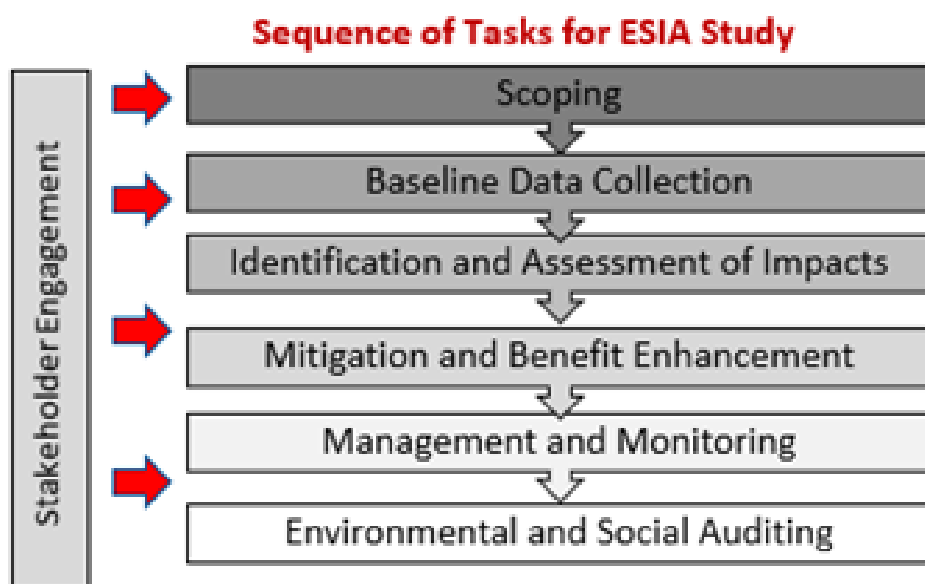 Sequence of Tasks for ESIA Study
Stakeholder Engagement
Scoping
Baseline Data Collection
Identification and Assessment of Impacts
Mitigation and Benefit Enhancement
Management and Monitoring
Environmental and Social Auditing